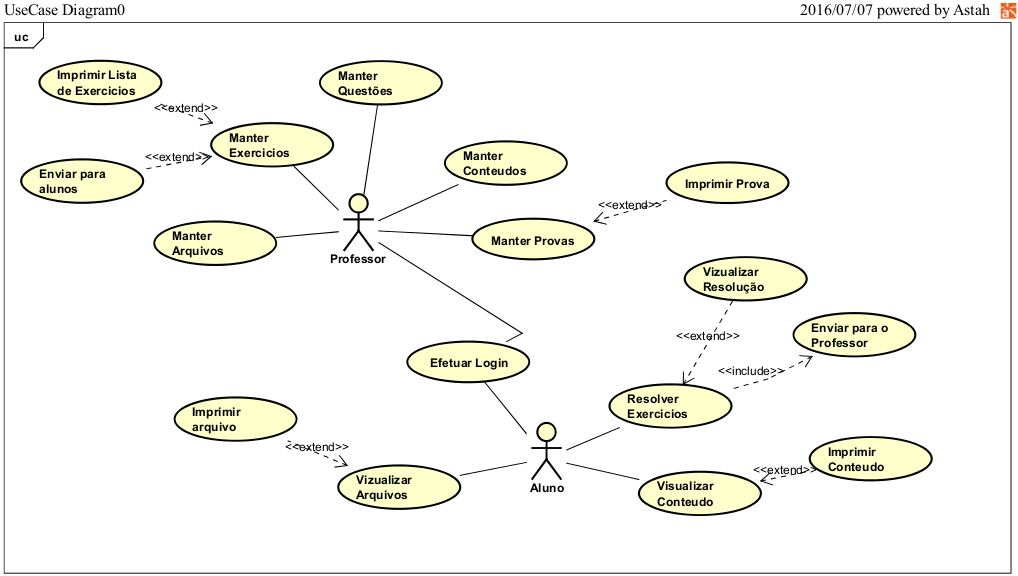 UseCase Diagram0
2016/07/07 powered by Astah
uc
Imprimir Lista
de Exercicios
Manter
Questões
<<extend>>
Manter
Exercicios
<<extend>>
Enviar para
alunos
Manter
Conteudos
Imprimir Prova
<<extend>>
Manter
Arquivos
Manter Provas
Professor
Vizualizar
Resolução
<<extend>>
Enviar para o
Professor
Efetuar Login
<<include>>
Resolver
Exercicios
Imprimir
arquivo
<<extend>>
Imprimir
Conteudo
<<extend>>
Vizualizar
Arquivos
Aluno
Visualizar
Conteudo